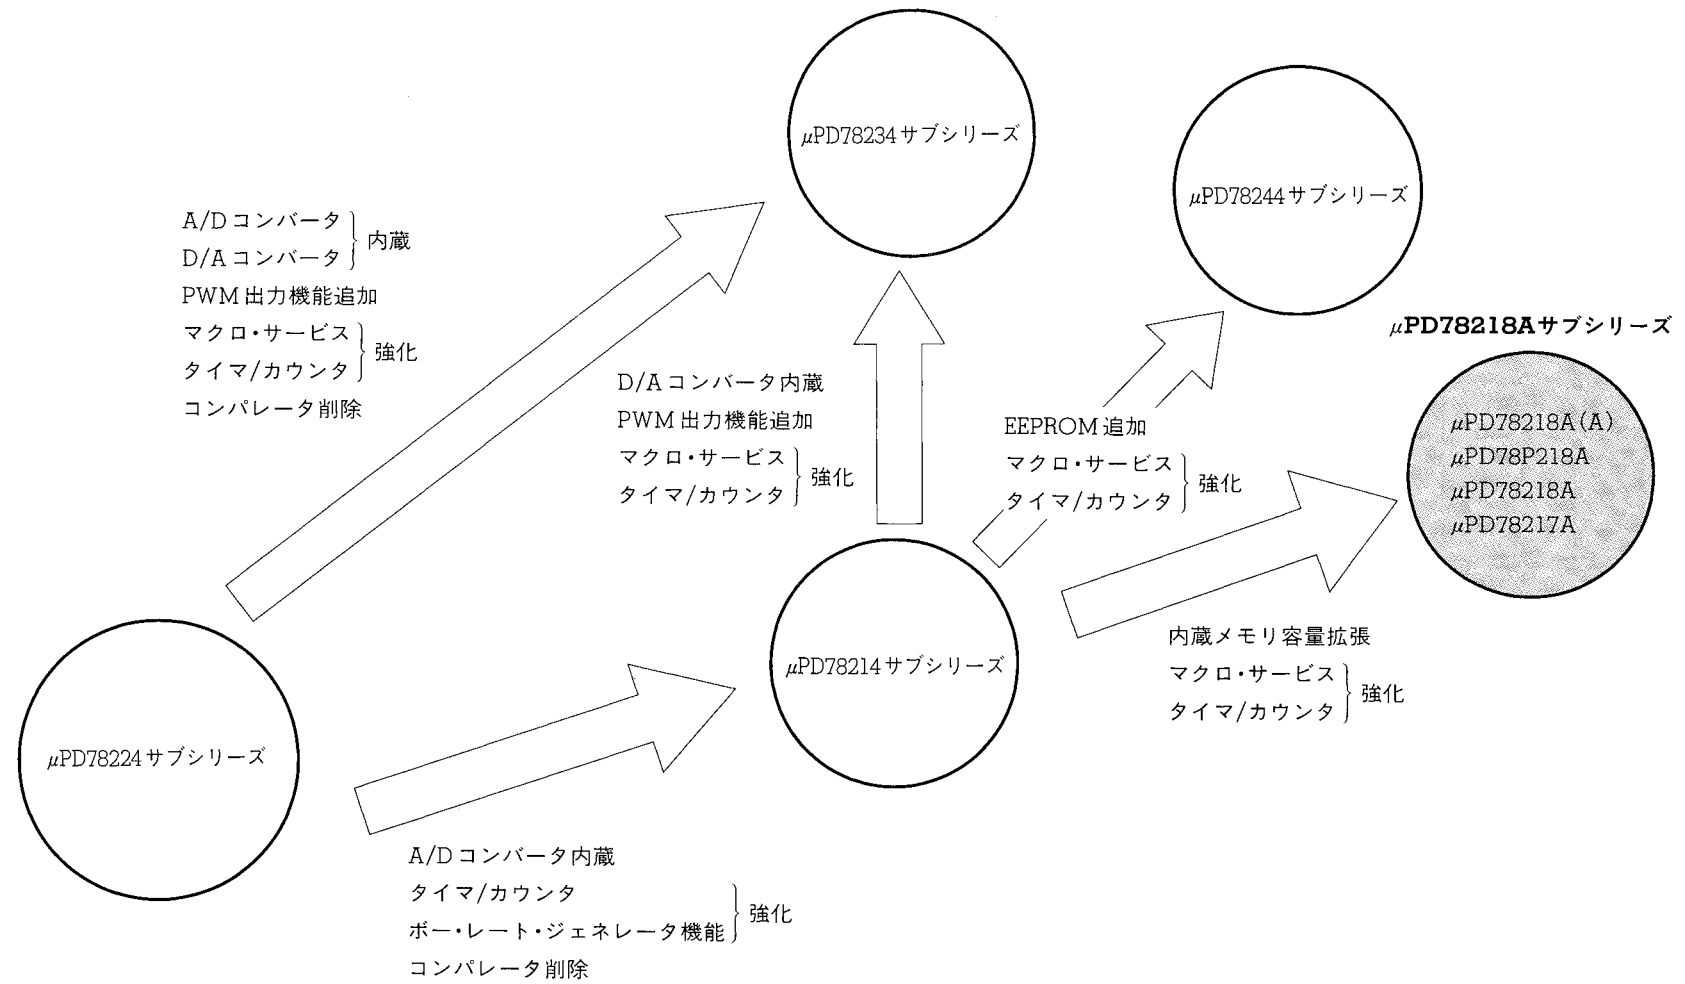 μPD78234サブシリーズ
μPD78244サブシリーズ
A/Dコンバータ
D/Aコンバータ
内蔵
PWM出力機能追加
マクロ・サービス
タイマ/カウンタ
強化
コンパレータ削除
μPD78218Aサブシリーズ
μPD78218A(A)
μPD78P218A
μPD78218A
μPD78217A
D/Aコンバータ内蔵
PWM出力機能追加
マクロ・サービス
タイマ/カウンタ
強化
EEPROM追加
マクロ・サービス
タイマ/カウンタ
強化
内蔵メモリ容量拡張
マクロ・サービス
タイマ/カウンタ
強化
μPD78214サブシリーズ
μPD78224サブシリーズ
A/Dコンバータ内蔵
タイマ/カウンタ
ボー・レート・ジェネレータ機能
強化
コンパレータ削除